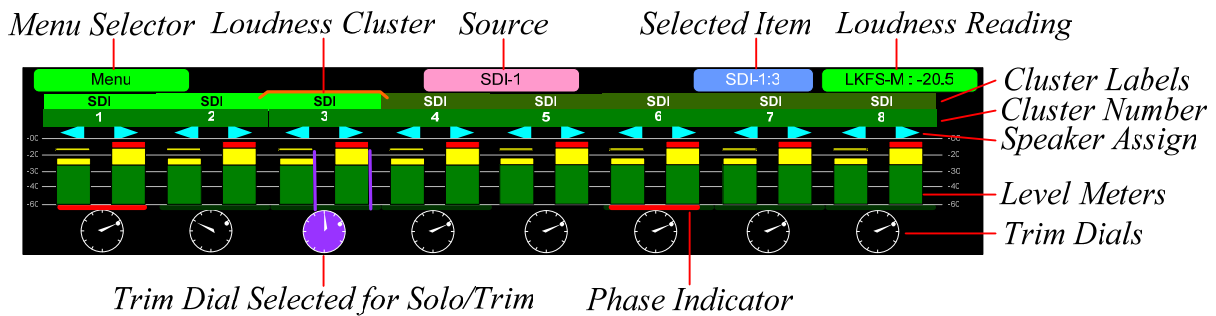 Menu Selector Loudness Cluster Source Selected Item Loudness Reading
Menu SDI-1 SDI-1:3 LKFS-M : -20.5
Cluster Labels
SDI SDI SDI SDI SDI SDI SDI SDI
Cluster Number
1 2 3 4 5 6 7 8
Speaker Assign
-00 -00
-20 -20
-30 -30
-40 -40
-60 -60
Level Meters
Trim Dials
Trim Dial Selected for Solo/Trim Phase Indicator